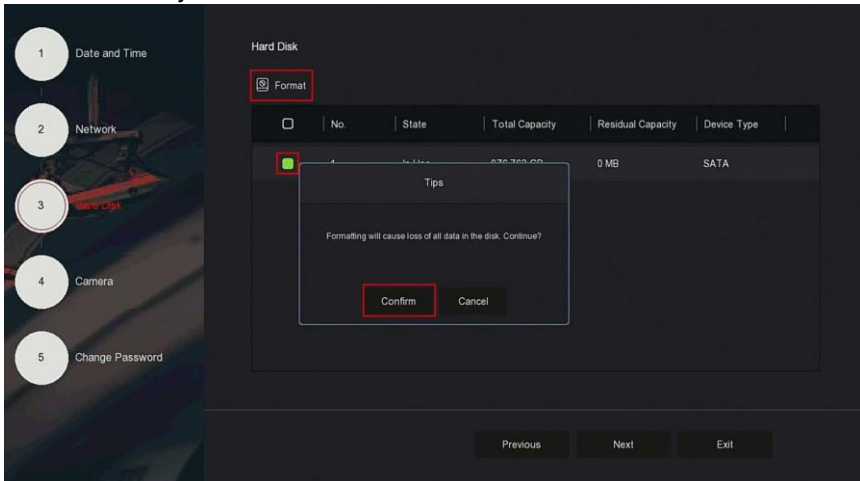 Hard Disk
1 Date and Time
Format
No. State Total Capacity Residual Capacity Device Type
2 Network
0 MB SATA
Tips
3 Hard Disk
Formatting will cause loss of all data in the disk. Continue?
4 Camera
Confirm Cancel
5 Change Password
Previous Next Exit